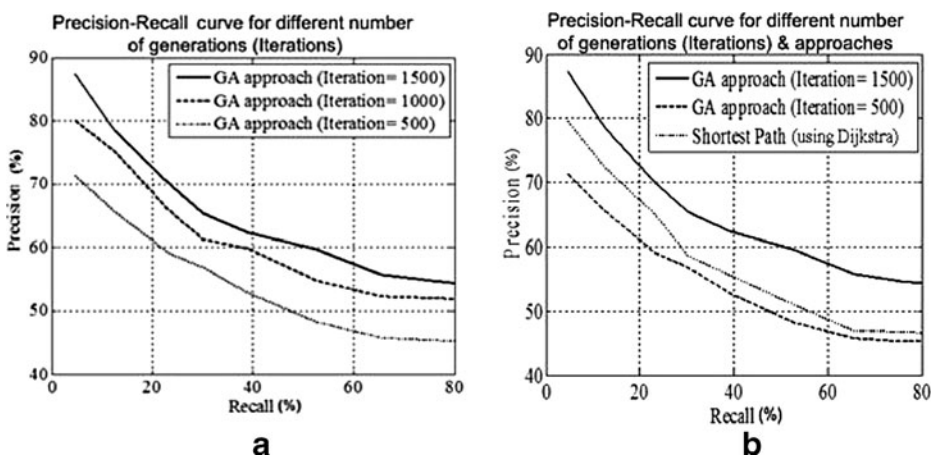 Precision-Recall curve for different number
of generations (Iterations)
GA approach (Iteration= 1500)
GA approach (Iteration= 1000)
GA approach (Iteration= 500)
Precision (%)
90
80
70
60
50
40
0
20
40
60
80
Recall (%)
a
Precision-Recall curve for different number
of generations (Iterations) & approaches
GA approach (Iteration= 1500)
GA approach (Iteration= 500)
Shortest Path (using Dijkstra)
Precision (%)
90
80
70
60
50
40
0
20
40
60
80
Recall (%)
b